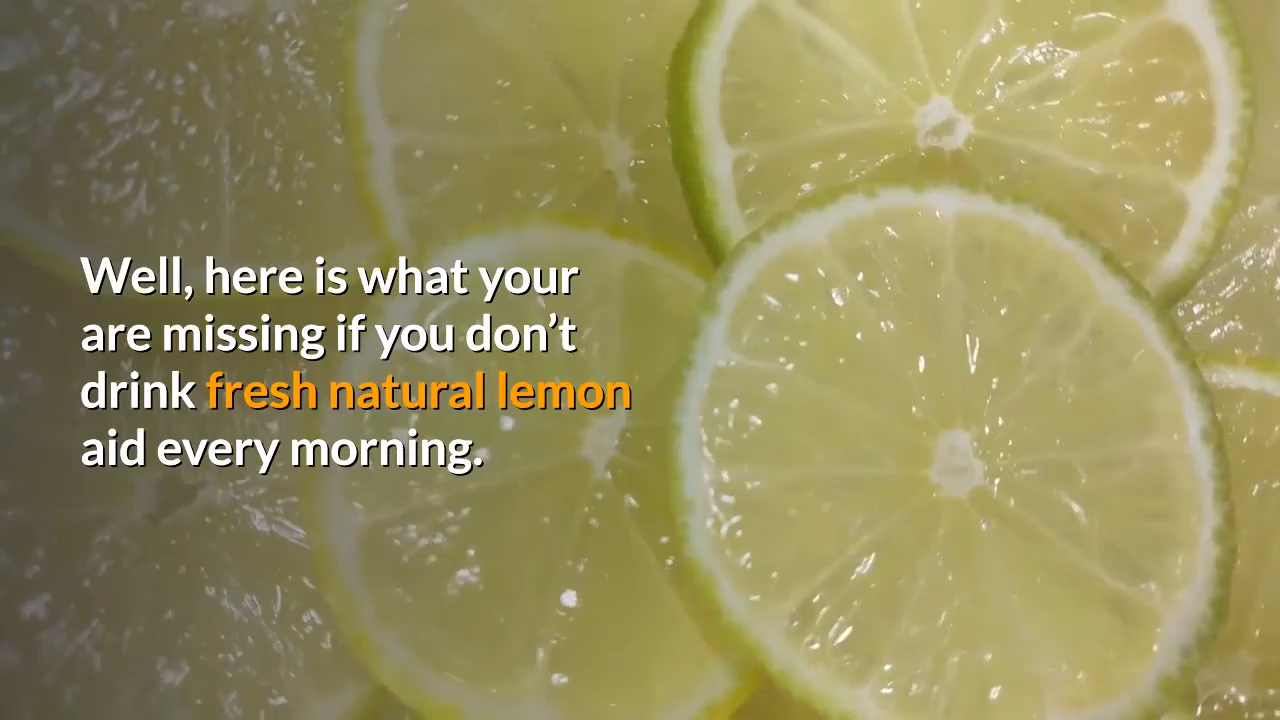 Well, here is what your
are missing if you don’t
drink fresh natural lemon
aid every morning.